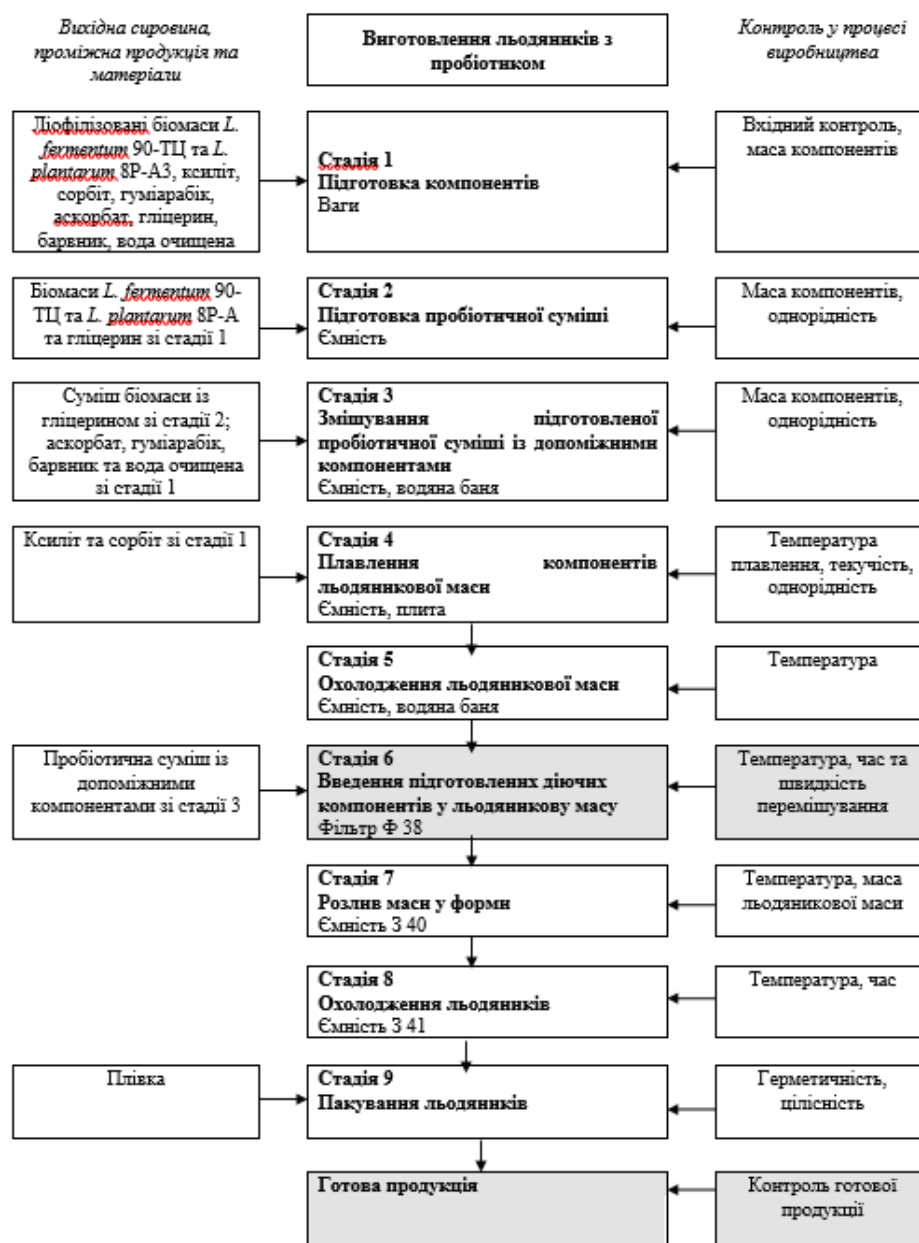 Вихідна сировина,
проміжна продукція та
матеріали
Виготовлення льодяників з
пробіотиком
Контроль у процесі
виробництва
Ліофілізовані біомаси L.
fermentum 90-ТЦ та L.
plantarum 8Р-А3, ксиліт,
сорбіт, гуміарабік,
аскорбат, гліцерин,
барвник, вода очищена
Стадія 1
Підготовка компонентів
Ваги
Вхідний контроль,
маса компонентів
Біомаси L. fermentum 90-
ТЦ та L. plantarum 8Р-А
та гліцерин зі стадії 1
Стадія 2
Підготовка пробіотичної суміші
Ємність
Маса компонентів,
однорідність
Суміш біомаси із
гліцерином зі стадії 2;
аскорбат, гуміарабік,
барвник та вода очищена
зі стадії 1
Стадія 3
Змішування підготовленої
пробіотичної суміші із допоміжними
компонентами
Ємність, водяна баня
Маса компонентів,
однорідність
Ксиліт та сорбіт зі стадії 1
Стадія 4
Плавлення компонентів
льодяникової маси
Ємність, плита
Температура
плавлення, текучість,
однорідність
Стадія 5
Охолодження льодяникової маси
Ємність, водяна баня
Температура
Пробіотична суміш із
допоміжними
компонентами зі стадії 3
Стадія 6
Введення підготовлених діючих
компонентів у льодяникову масу
Фільтр Ф 38
Температура, час та
швидкість
перемішування
Стадія 7
Розлив маси у форми
Ємність З 40
Температура, маса
льодяникової маси
Стадія 8
Охолодження льодяників
Ємність З 41
Температура, час
Плівка
Стадія 9
Пакування льодяників
Герметичність,
цілісність
Готова продукція
Контроль готової
продукції